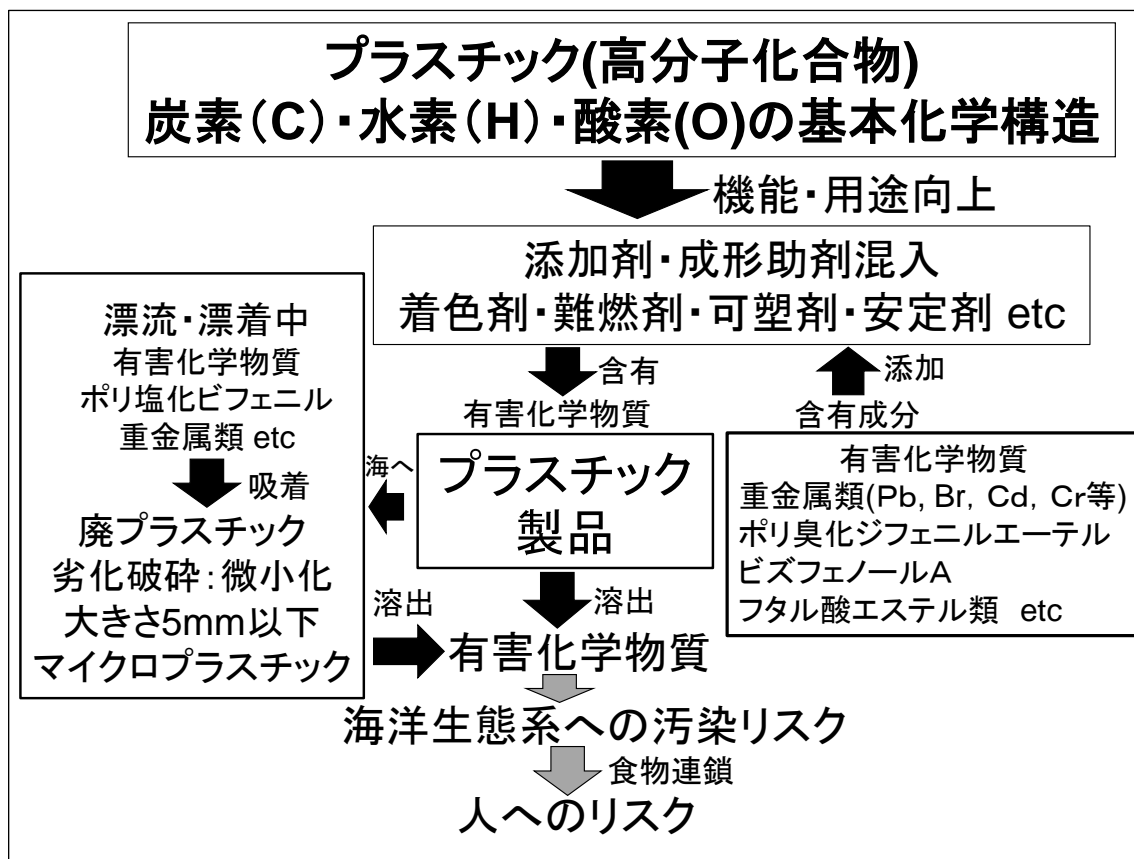 プラスチック(高分子化合物)
炭素(C)・水素(H)・酸素(O)の基本化学構造
機能・用途向上
添加剤・成形助剤混入
着色剤・難燃剤・可塑剤・安定剤 etc
含有
添加
有害化学物質
含有成分
漂流・漂着中
有害化学物質
ポリ塩化ビフェニル
重金属類 etc
吸着
廃プラスチック
劣化破砕:微小化
大きさ5mm以下
マイクロプラスチック
海へ
プラスチック
製品
有害化学物質
重金属類(Pb, Br, Cd, Cr等)
ポリ臭化ジフェニルエーテル
ビズフェノールA
フタル酸エステル類 etc
溶出
溶出
有害化学物質
海洋生態系への汚染リスク
食物連鎖
人へのリスク